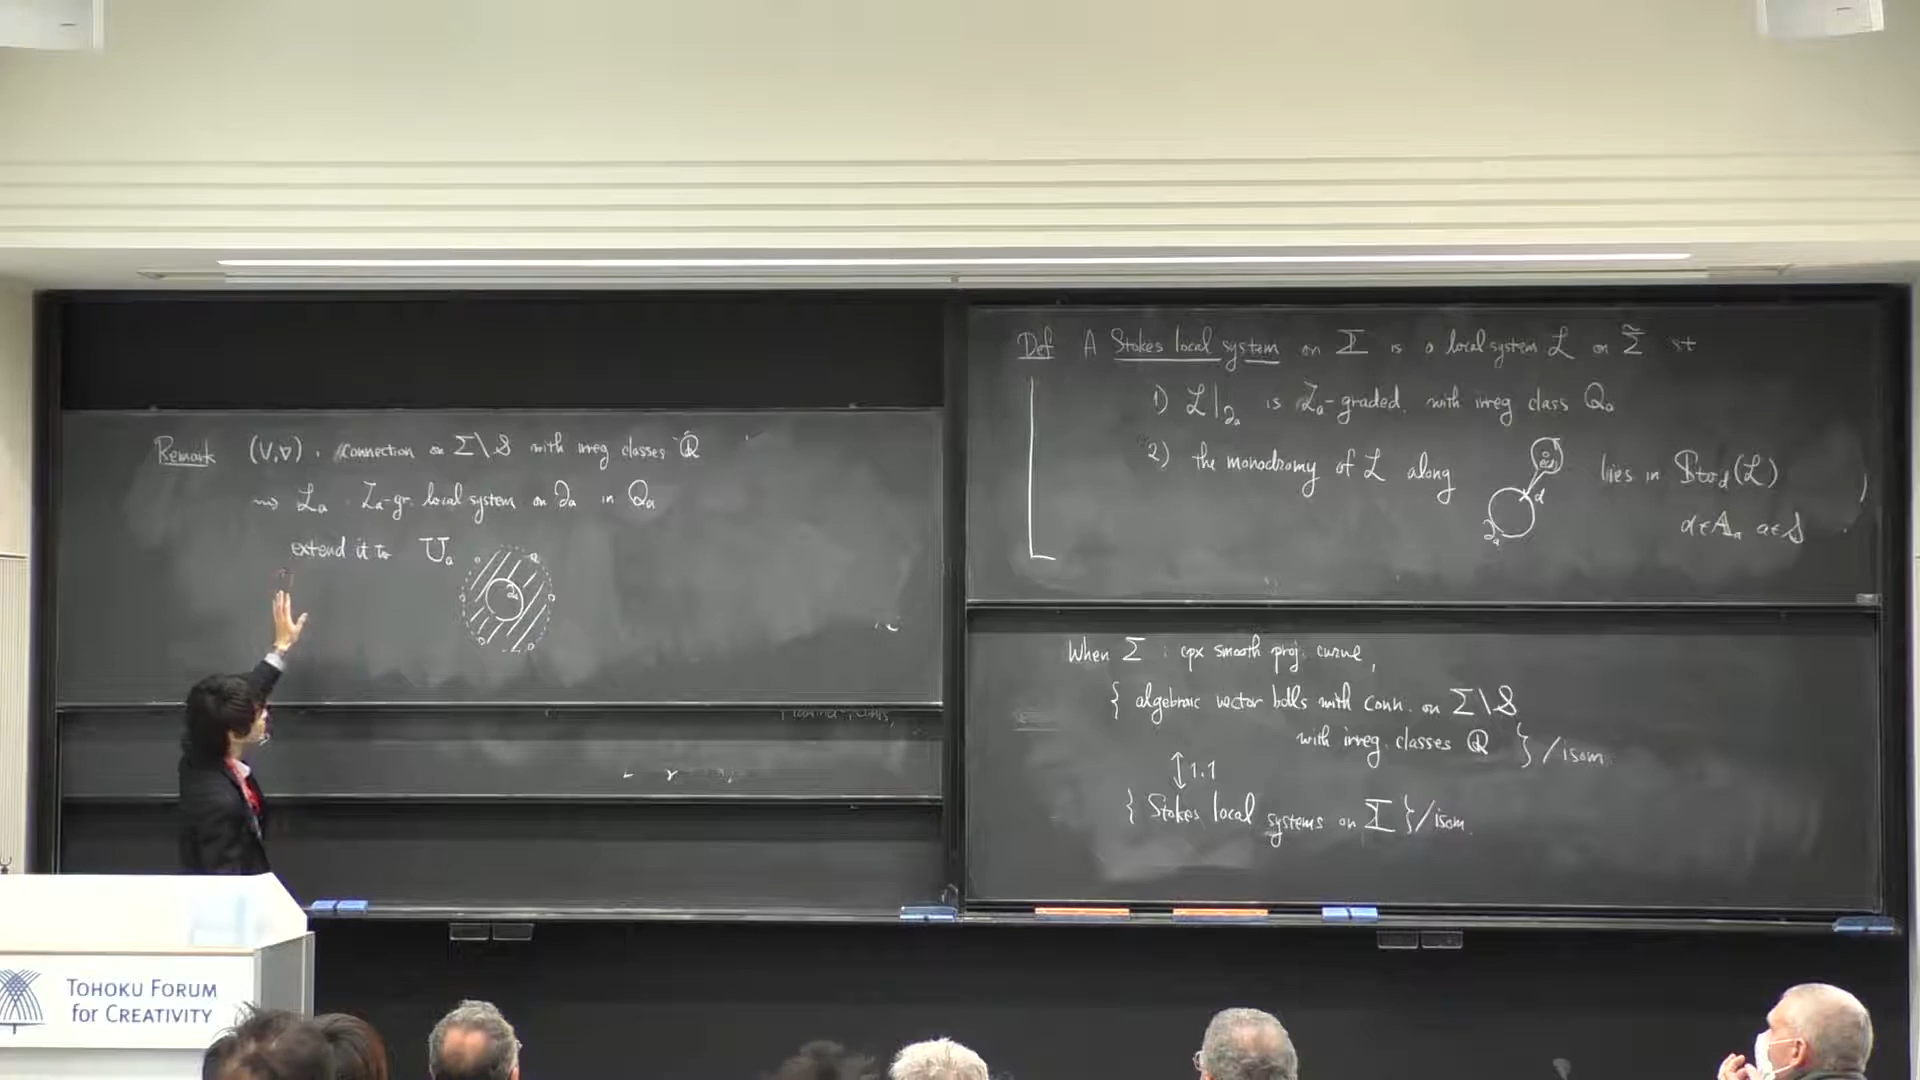 Remark (V,∇) : connection on Σ\𝕊 with irreg classes ℚ
⇝ ℒₐ : ℐₐ-gr. local system on ∂ₐ in Qₐ
extend it to Uₐ
∂ₐ
Def A Stokes local system on 𝚺 is a local system ℒ on Σ̃ st
1) ℒ|∂ₐ is ℐₐ-graded, with irreg class Qₐ
2) the monodromy of ℒ along lies in 𝕊to_d(ℒ)
e(d)
d
∂ₐ
d∈𝔸ₐ a∈𝕊
When Σ : cpx smooth proj. curve,
{ algebraic vector bdls with conn. on Σ\𝕊
with irreg. classes ℚ }/isom.
↕ 1:1
{ Stokes local systems on 𝚺 }/isom.
TOHOKU FORUM
for CREATIVITY